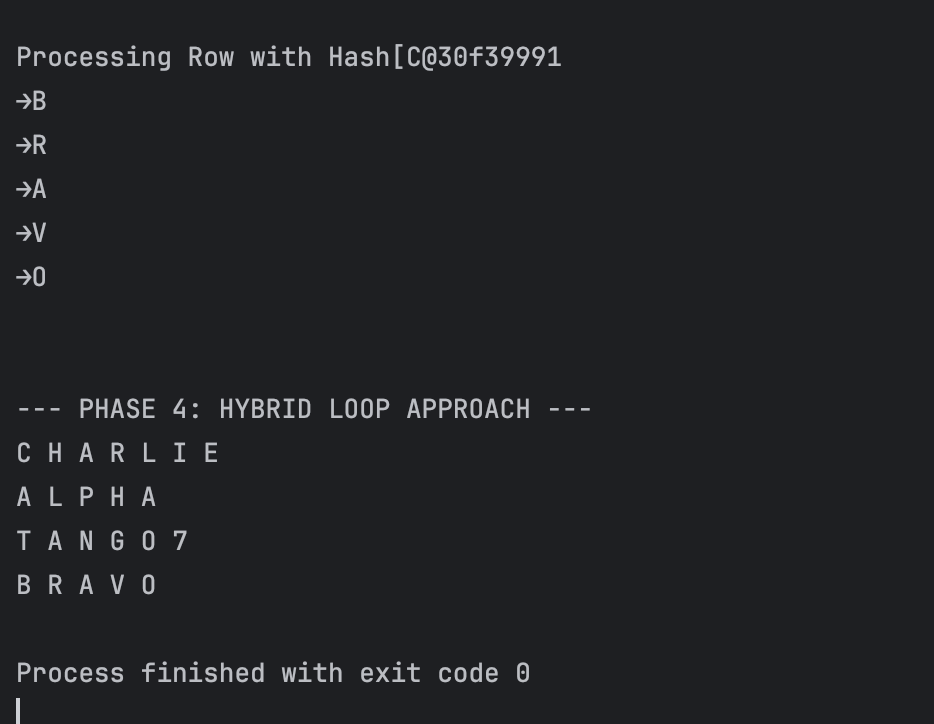 Processing Row with Hash[C@30f39991
→B
→R
→A
→V
→O
--- PHASE 4: HYBRID LOOP APPROACH ---
C H A R L I E
A L P H A
T A N G O 7
B R A V O
Process finished with exit code 0